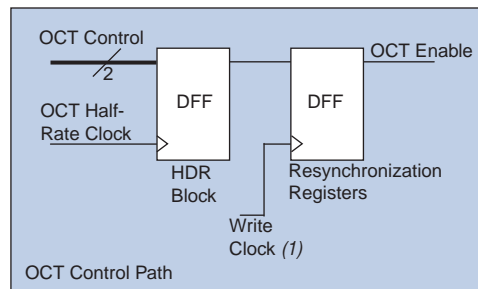 OCT Control
OCT Enable
2
DFF
DFF
OCT Half-
Rate Clock
HDR
Block
Resynchronization
Registers
Write
Clock (1)
OCT Control Path